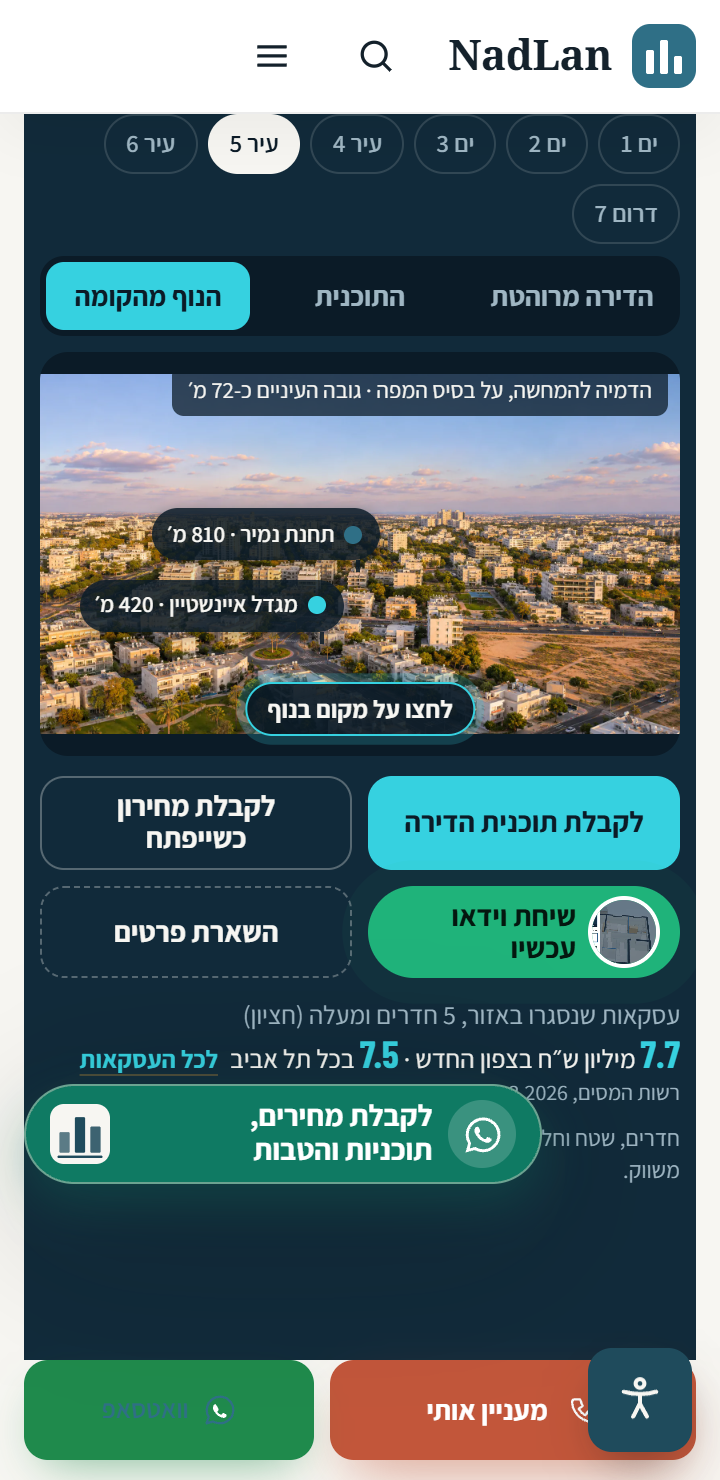 NadLan
ים 1
ים 2
ים 3
עיר 4
עיר 5
עיר 6
דרום 7
הדירה מרוהטת
התוכנית
הנוף מהקומה
הדמיה להמחשה, על בסיס המפה · גובה העיניים כ-72 מ׳
תחנת נמיר · 810 מ׳
מגדל איינשטיין · 420 מ׳
לחצו על מקום בנוף
לקבלת תוכנית הדירה
לקבלת מחירון
כשייפתח
שיחת וידאו
עכשיו
השארת פרטים
עסקאות שנסגרו באזור, 5 חדרים ומעלה (חציון)
7.7 מיליון ש״ח בצפון החדש · 7.5 בכל תל אביב לכל העסקאות
רשות המסים, 2026
לקבלת מחירים,
תוכניות והטבות
חדרים, שטח
משווק.
מעניין אותי
וואטסאפ